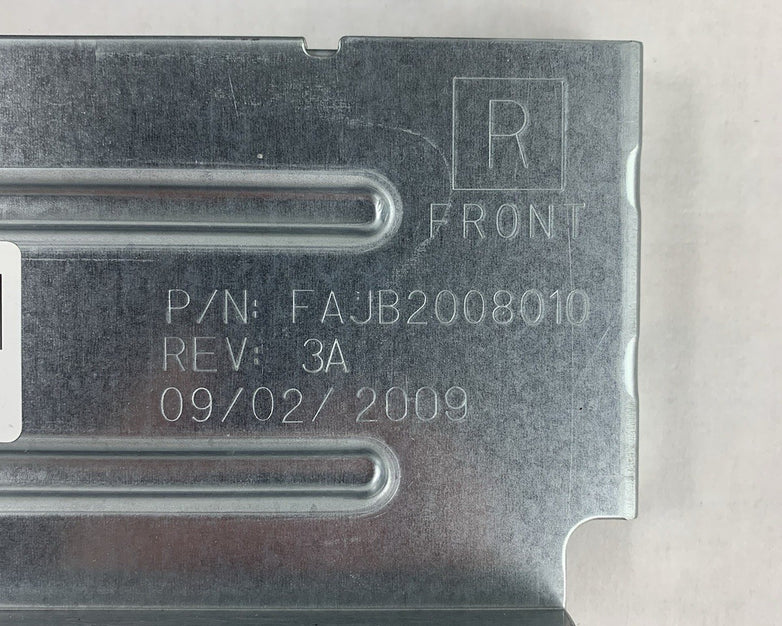 R
FRONT
P/N: FAJB2008010
REV: 3A
09/02/ 2009